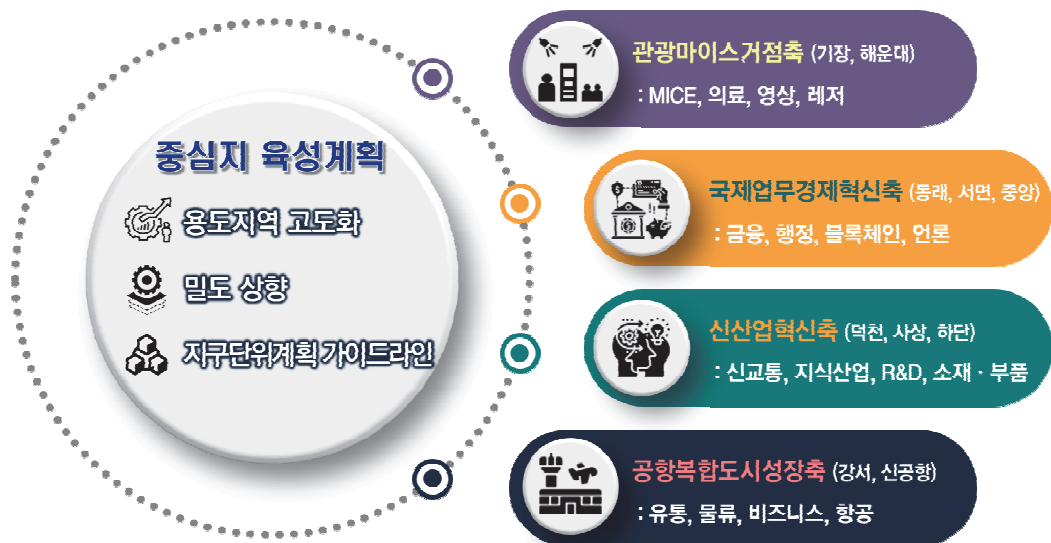 중심지 육성계획
용도지역 고도화
밀도 상향
지구단위계획 가이드라인
관광마이스거점축 (기장, 해운대)
: MICE, 의료, 영상, 레저
국제업무경제혁신축 (동래, 서면, 중앙)
: 금융, 행정, 블록체인, 언론
신산업혁신축 (덕천, 사상, 하단)
: 신교통, 지식산업, R&D, 소재 · 부품
공항복합도시성장축 (강서, 신공항)
: 유통, 물류, 비즈니스, 항공